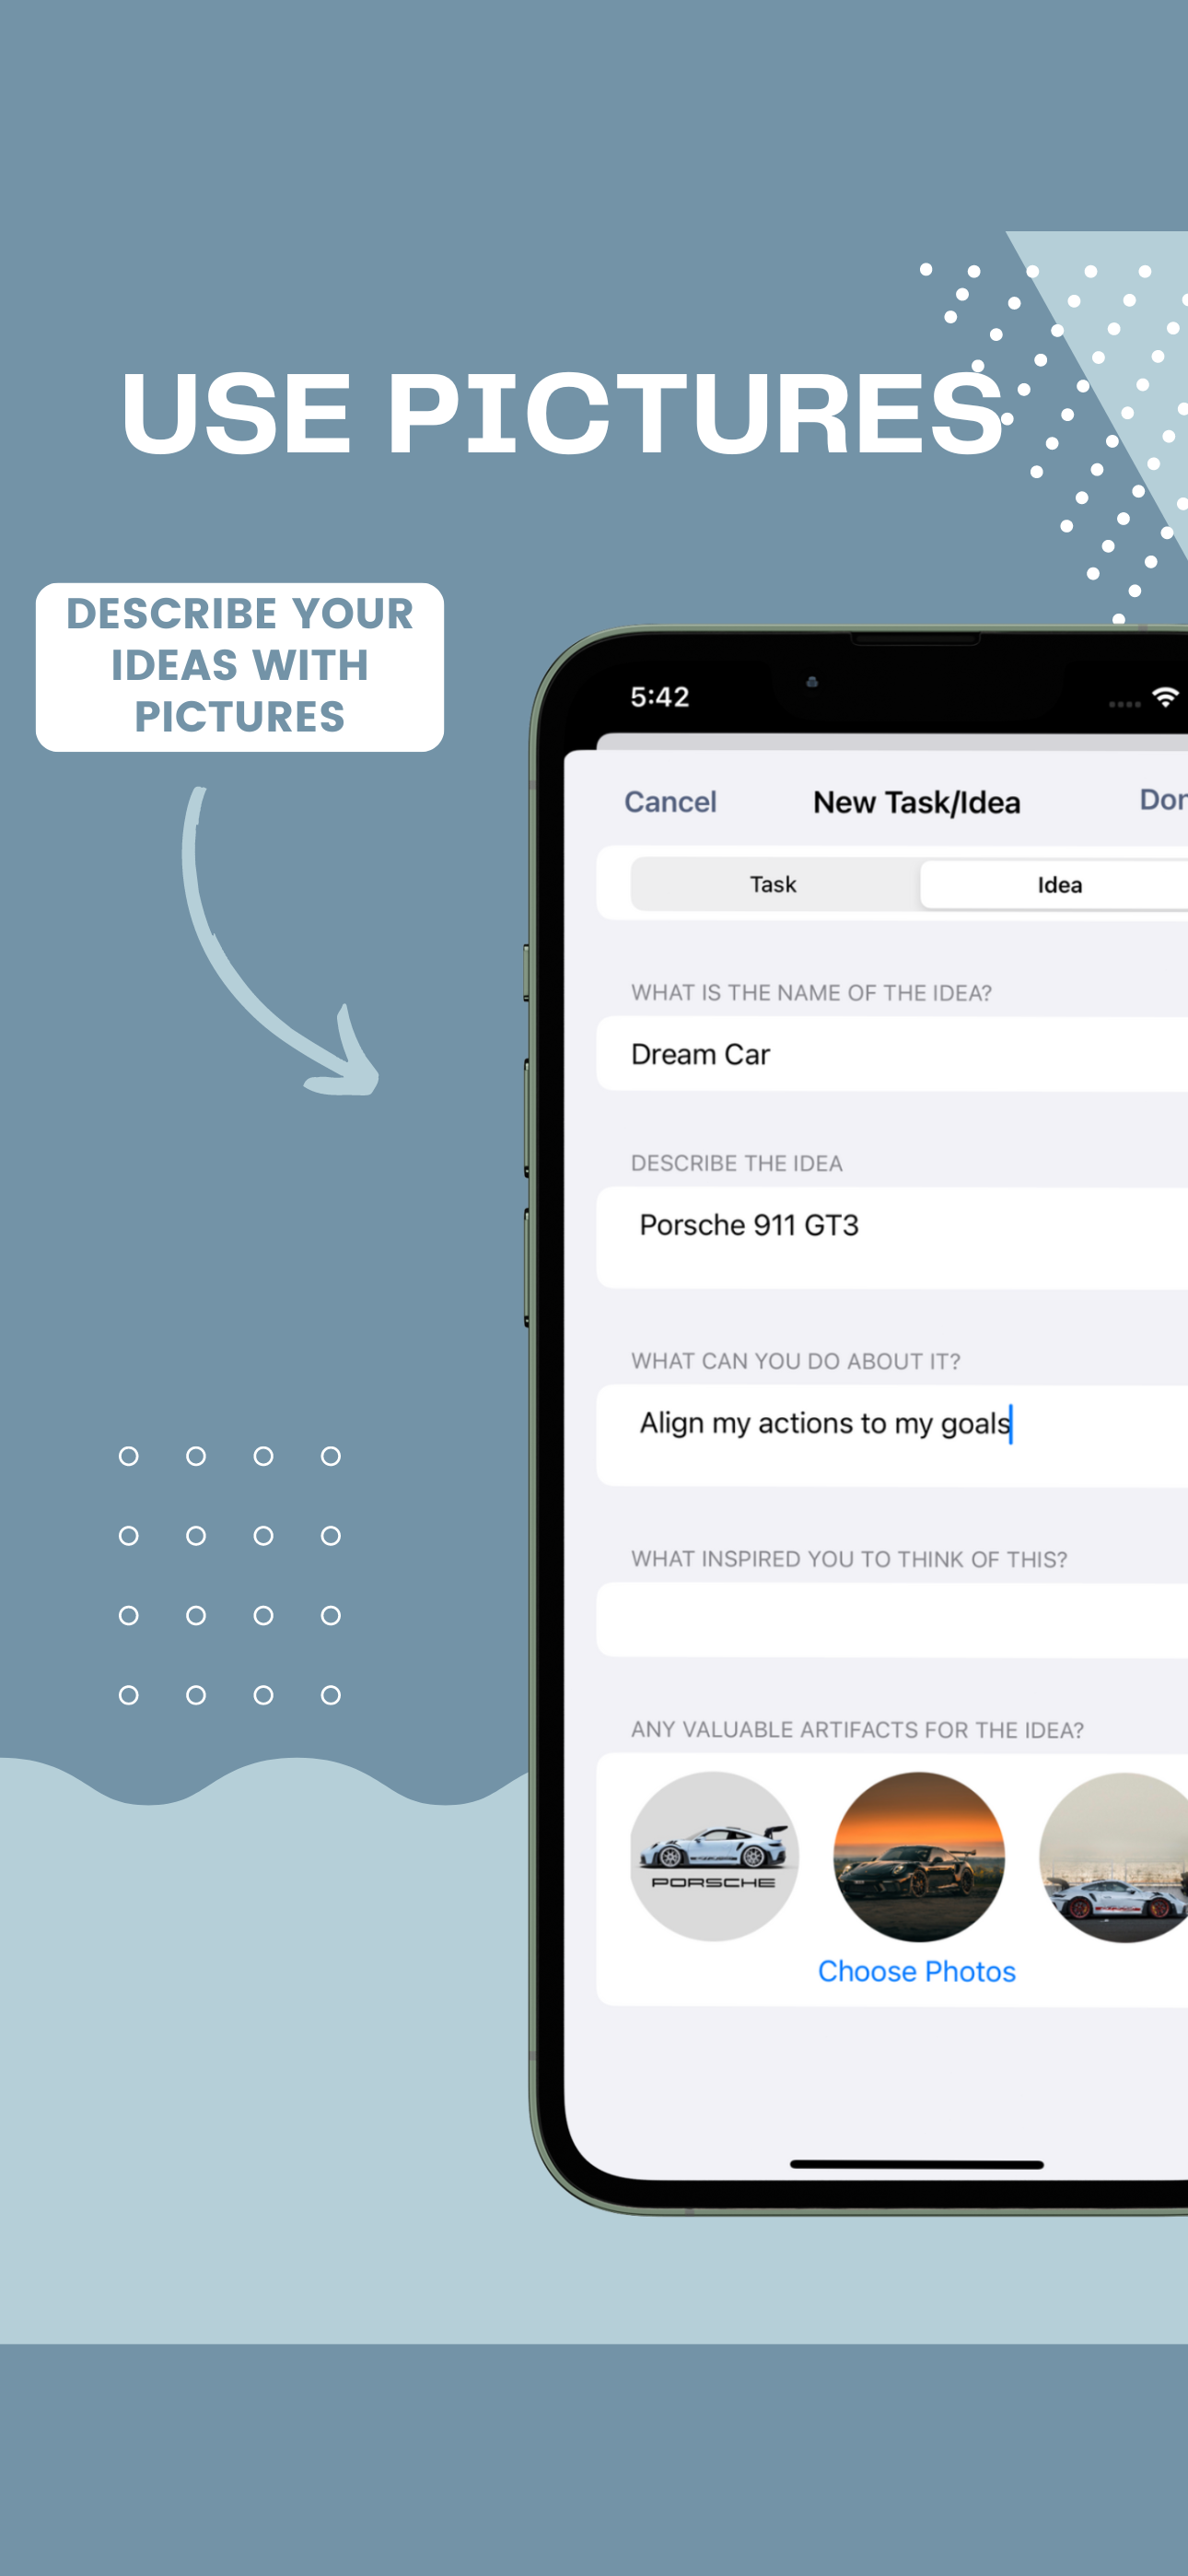 USE PICTURES
DESCRIBE YOUR
IDEAS WITH
PICTURES
5:42
Cancel
New Task/Idea
Don
Task
Idea
WHAT IS THE NAME OF THE IDEA?
Dream Car
DESCRIBE THE IDEA
Porsche 911 GT3
WHAT CAN YOU DO ABOUT IT?
Align my actions to my goals
WHAT INSPIRED YOU TO THINK OF THIS?
ANY VALUABLE ARTIFACTS FOR THE IDEA?
PORSCHE
Choose Photos